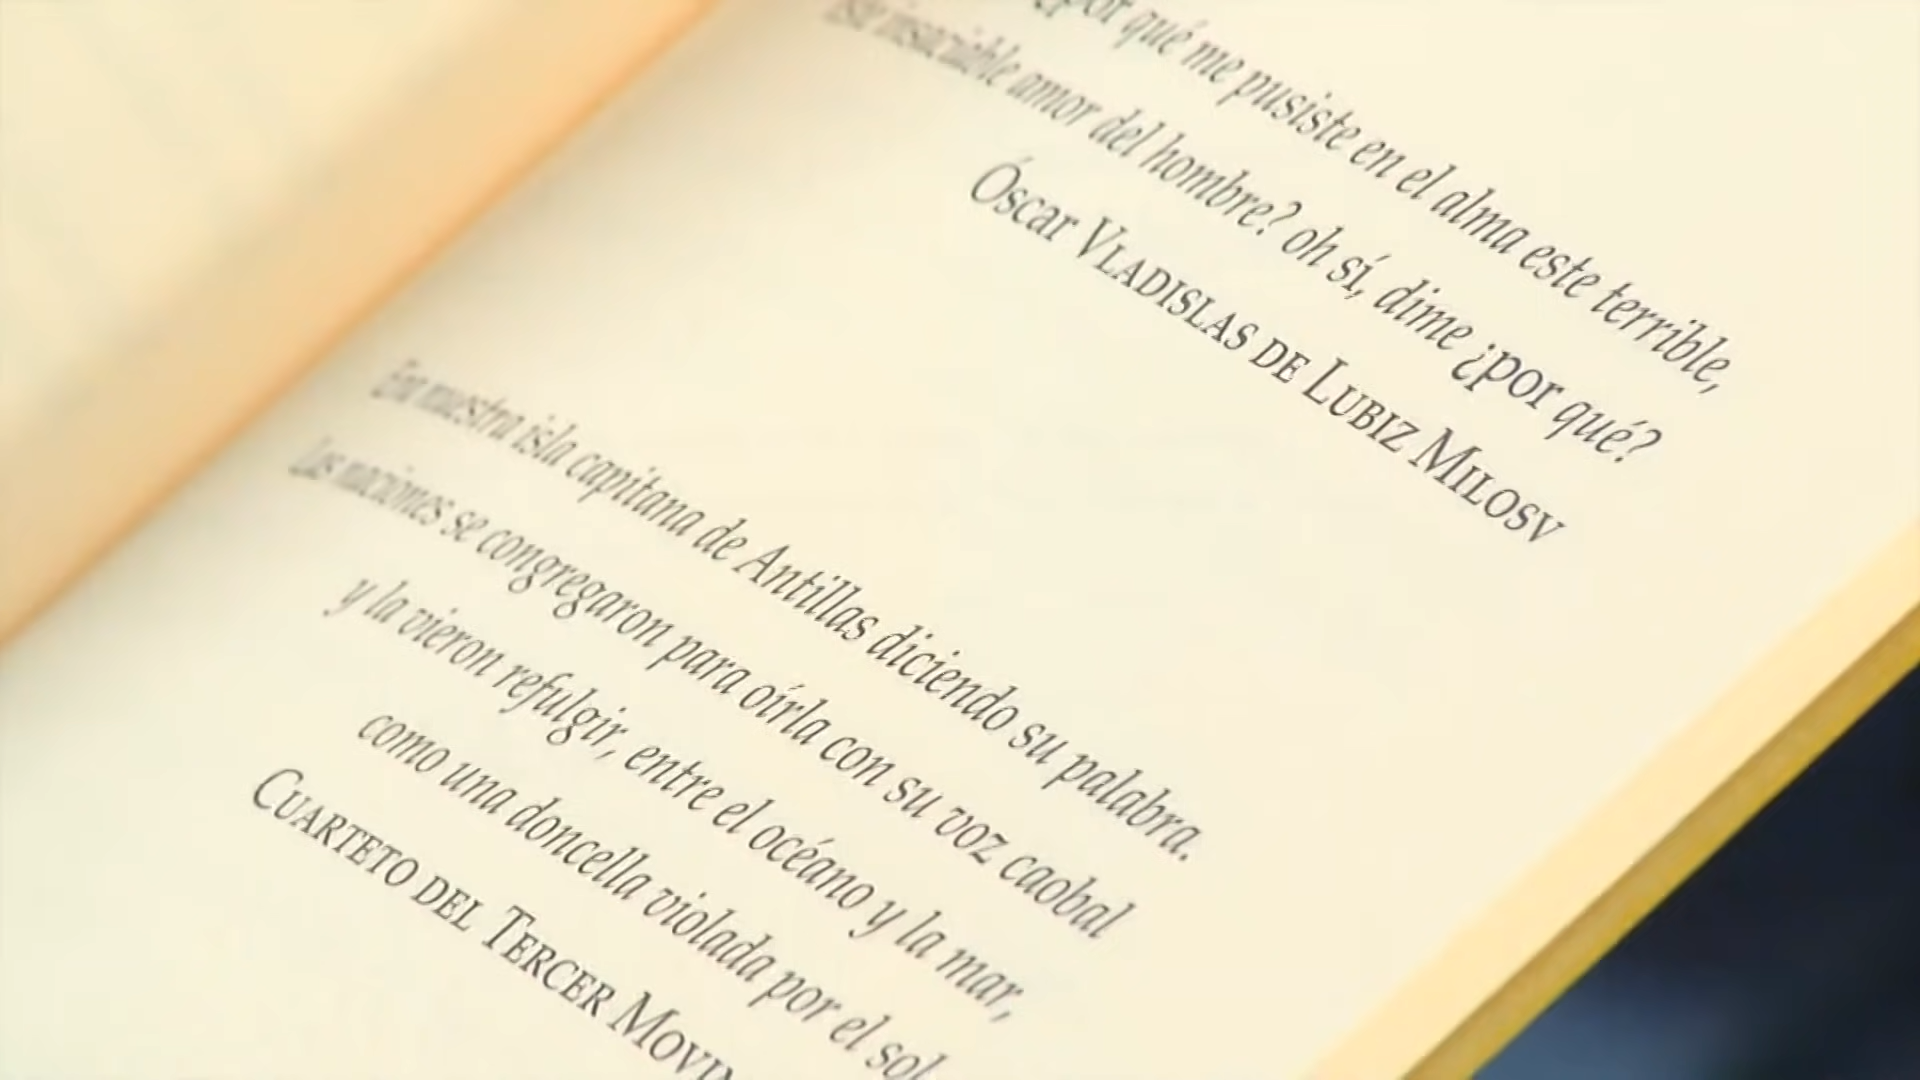 ¿por qué me pusiste en el alma este terrible,
este insaciable amor del hombre? oh sí, dime ¿por qué?
Óscar Vladislas de Lubiz Milosv
En nuestra isla capitana de Antillas diciendo su palabra.
Las naciones se congregaron para oírla con su voz caobal
y la vieron refulgir, entre el océano y la mar,
como una doncella violada por el sol
Cuarteto del Tercer Movi